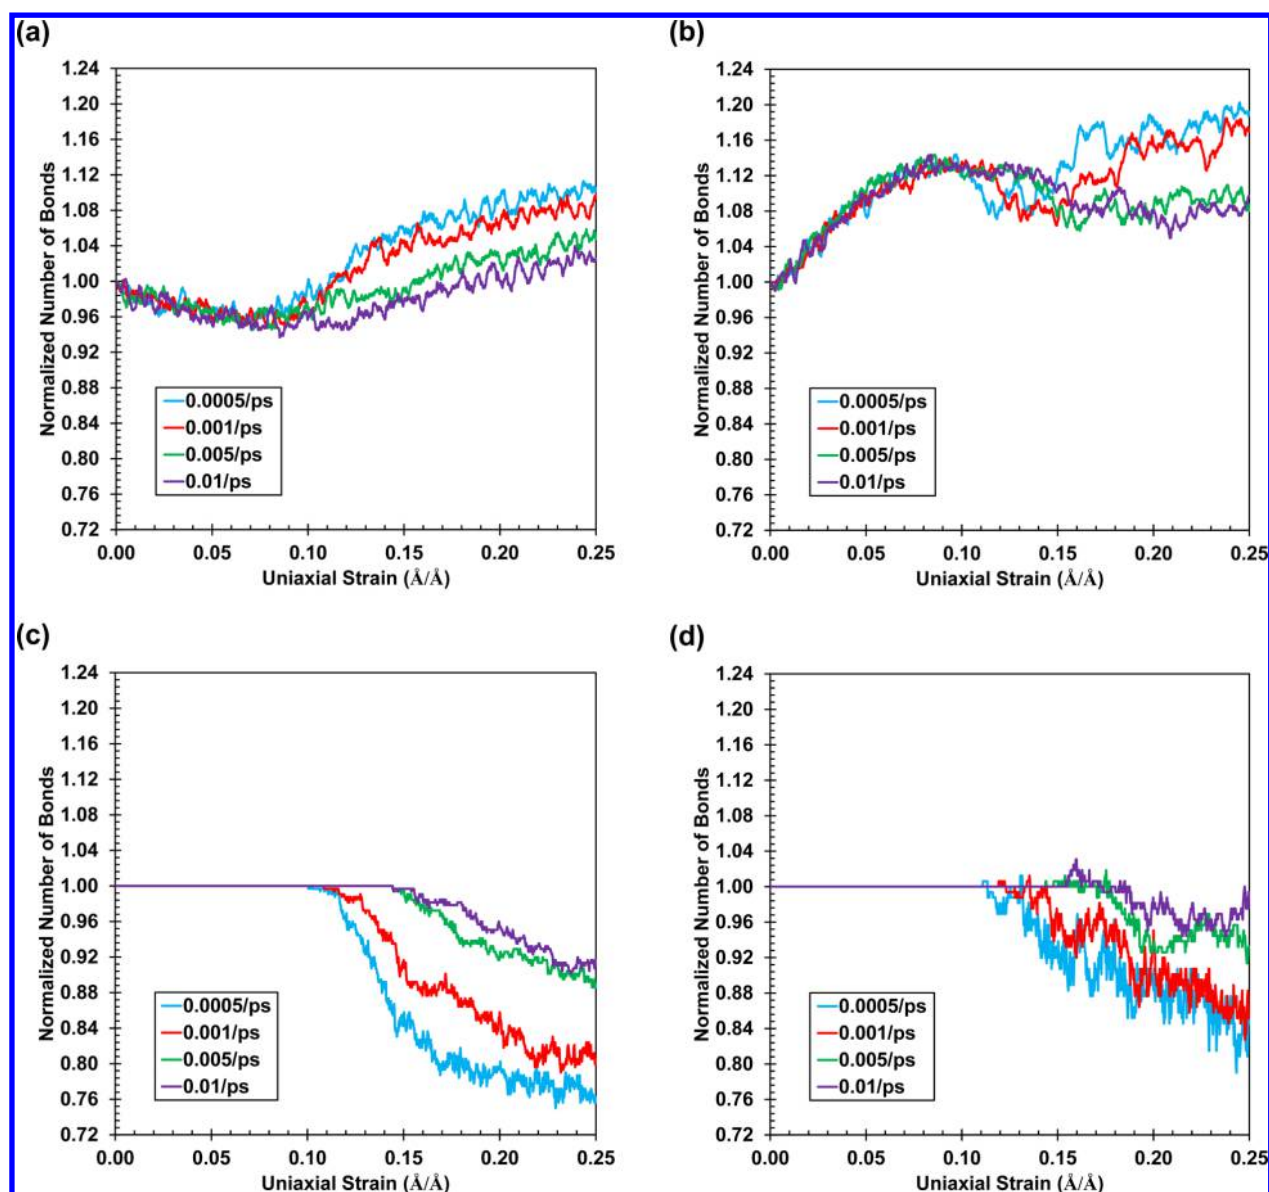 (a)
Normalized Number of Bonds
1.24
1.20
1.16
1.12
1.08
1.04
1.00
0.96
0.92
0.88
0.84
0.80
0.76
0.72
0.0005/ps
0.001/ps
0.005/ps
0.01/ps
0.00 0.05 0.10 0.15 0.20 0.25
Uniaxial Strain (Å/Å)
(b)
Normalized Number of Bonds
1.24
1.20
1.16
1.12
1.08
1.04
1.00
0.96
0.92
0.88
0.84
0.80
0.76
0.72
0.0005/ps
0.001/ps
0.005/ps
0.01/ps
0.00 0.05 0.10 0.15 0.20 0.25
Uniaxial Strain (Å/Å)
(c)
Normalized Number of Bonds
1.24
1.20
1.16
1.12
1.08
1.04
1.00
0.96
0.92
0.88
0.84
0.80
0.76
0.72
0.0005/ps
0.001/ps
0.005/ps
0.01/ps
0.00 0.05 0.10 0.15 0.20 0.25
Uniaxial Strain (Å/Å)
(d)
Normalized Number of Bonds
1.24
1.20
1.16
1.12
1.08
1.04
1.00
0.96
0.92
0.88
0.84
0.80
0.76
0.72
0.0005/ps
0.001/ps
0.005/ps
0.01/ps
0.00 0.05 0.10 0.15 0.20 0.25
Uniaxial Strain (Å/Å)